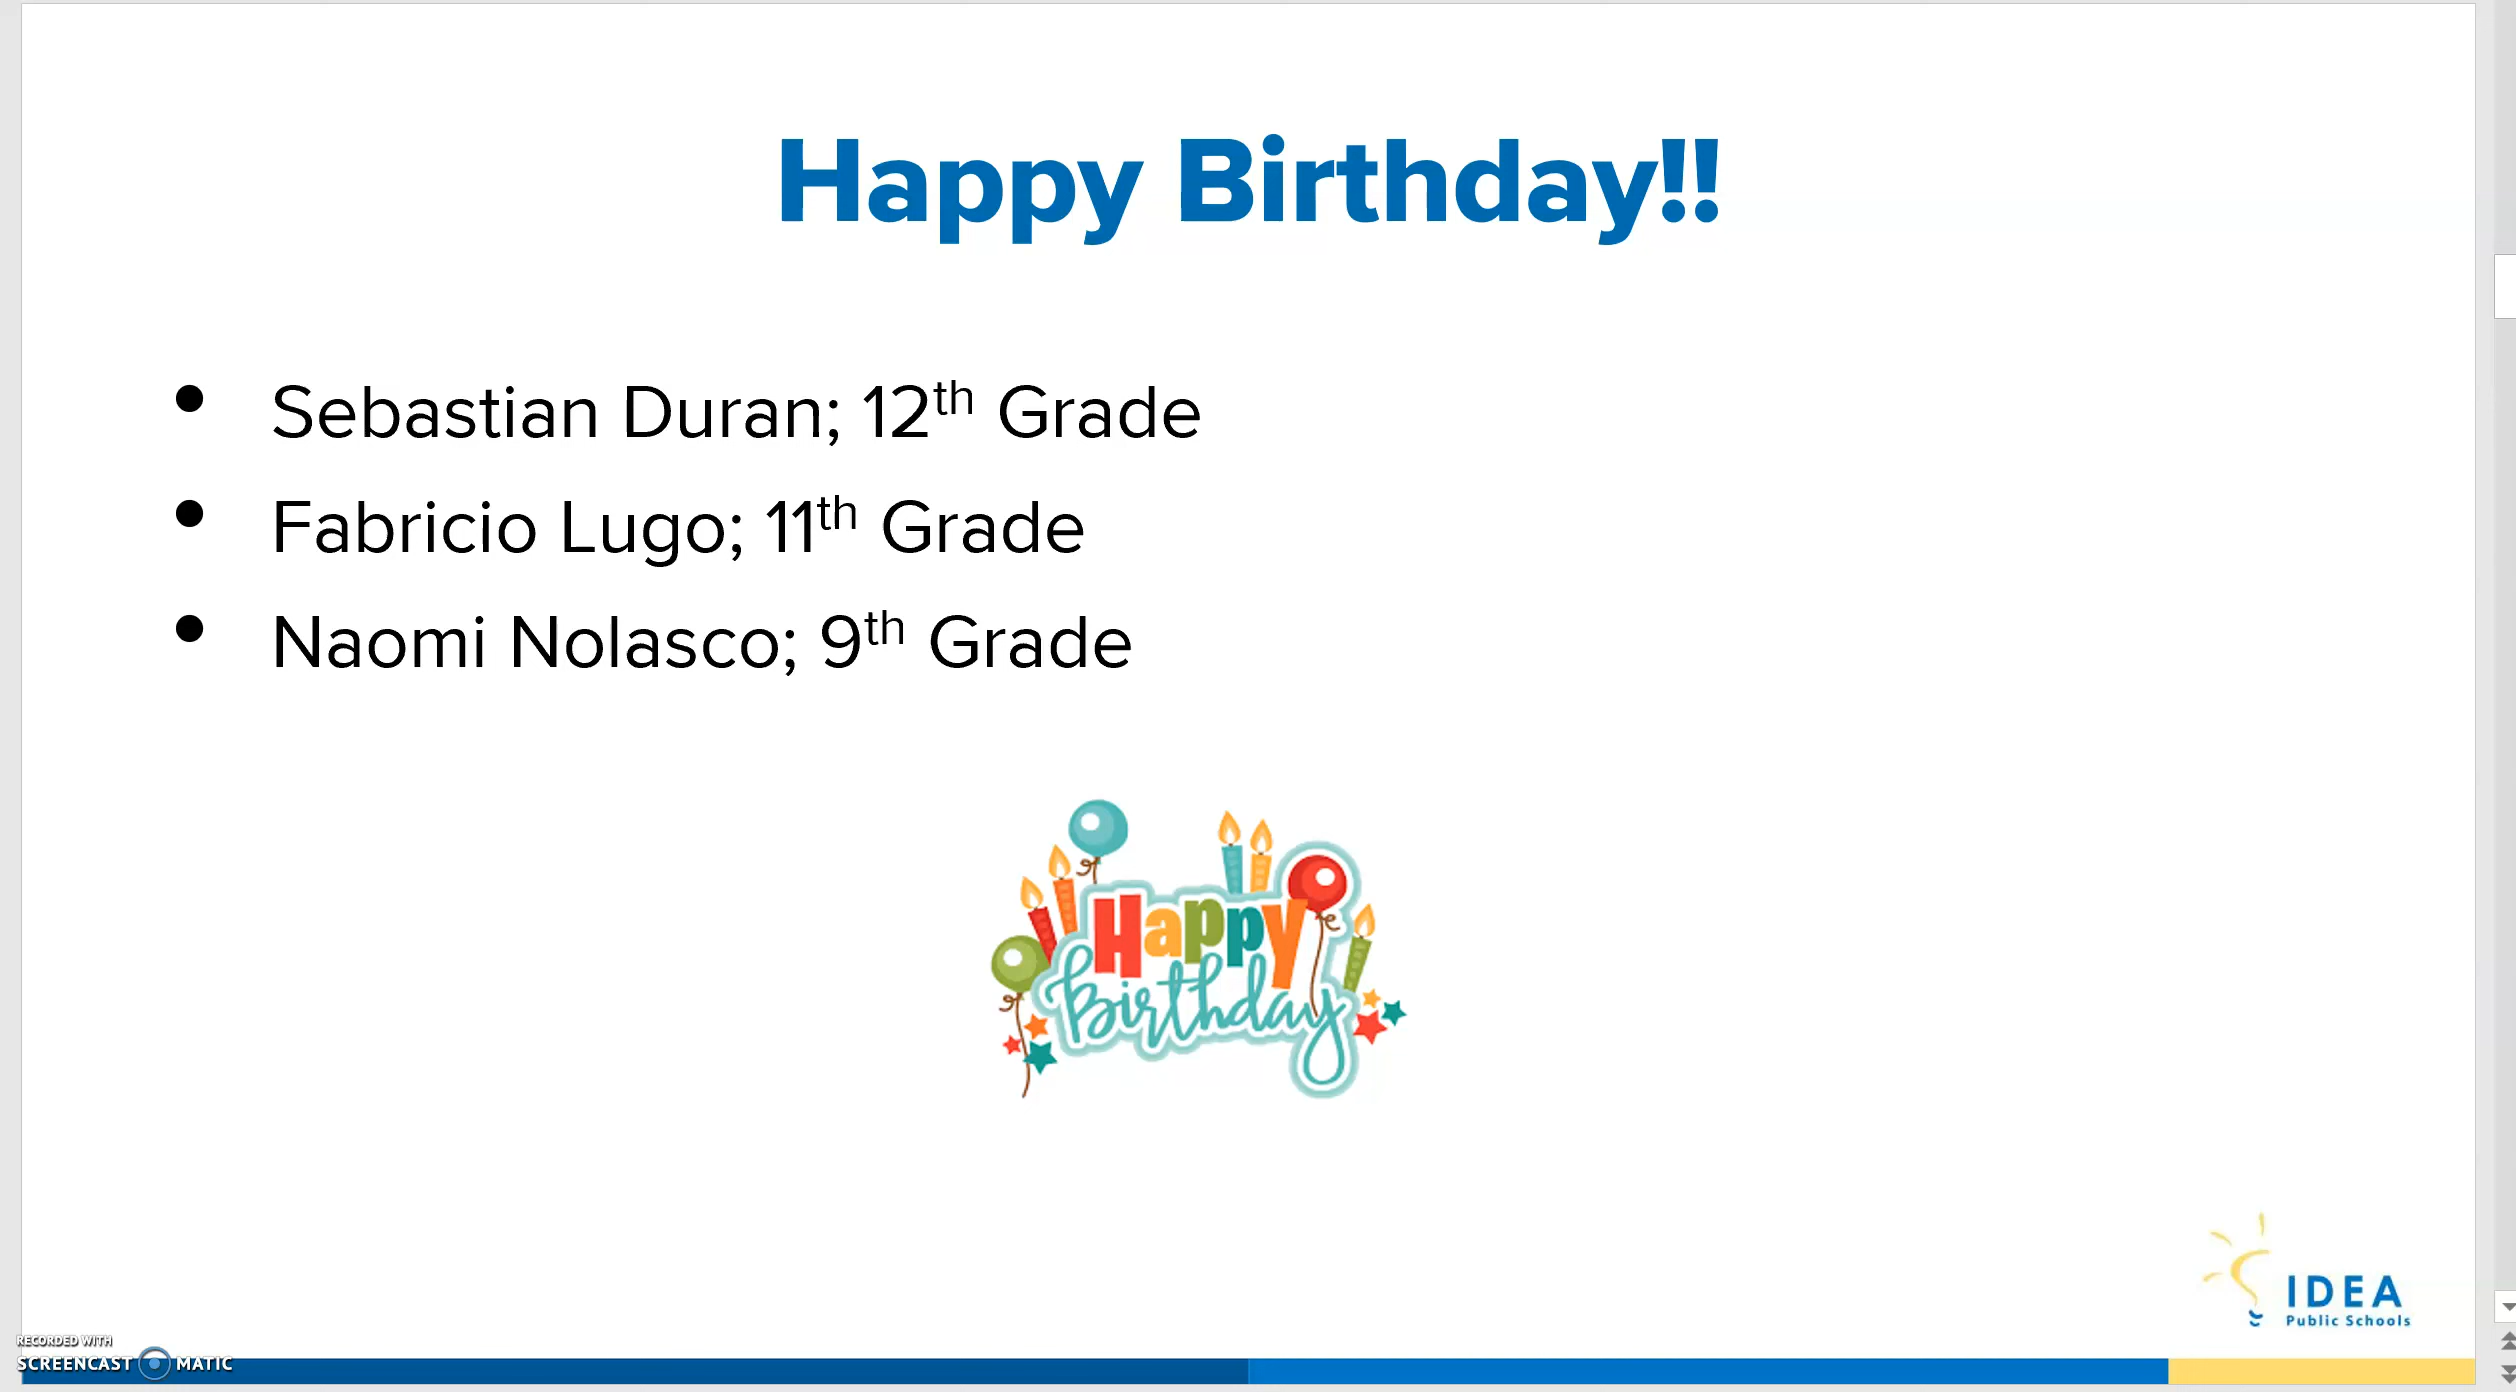 Happy Birthday!!
Sebastian Duran; 12th Grade
Fabricio Lugo; 11th Grade
Naomi Nolasco; 9th Grade
Happy
Birthday
IDEA
Public Schools
RECORDED WITH
SCREENCAST MATIC